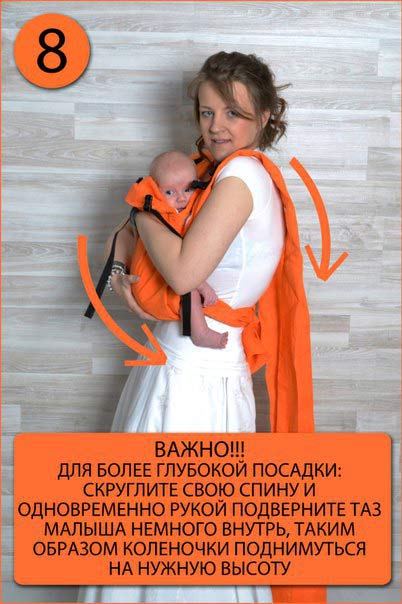 8
ВАЖНО!!!
ДЛЯ БОЛЕЕ ГЛУБОКОЙ ПОСАДКИ:
СКРУГЛИТЕ СВОЮ СПИНУ И
ОДНОВРЕМЕННО РУКОЙ ПОДВЕРНИТЕ ТАЗ
МАЛЫША НЕМНОГО ВНУТРЬ, ТАКИМ
ОБРАЗОМ КОЛЕНОЧКИ ПОДНИМУТЬСЯ
НА НУЖНУЮ ВЫСОТУ